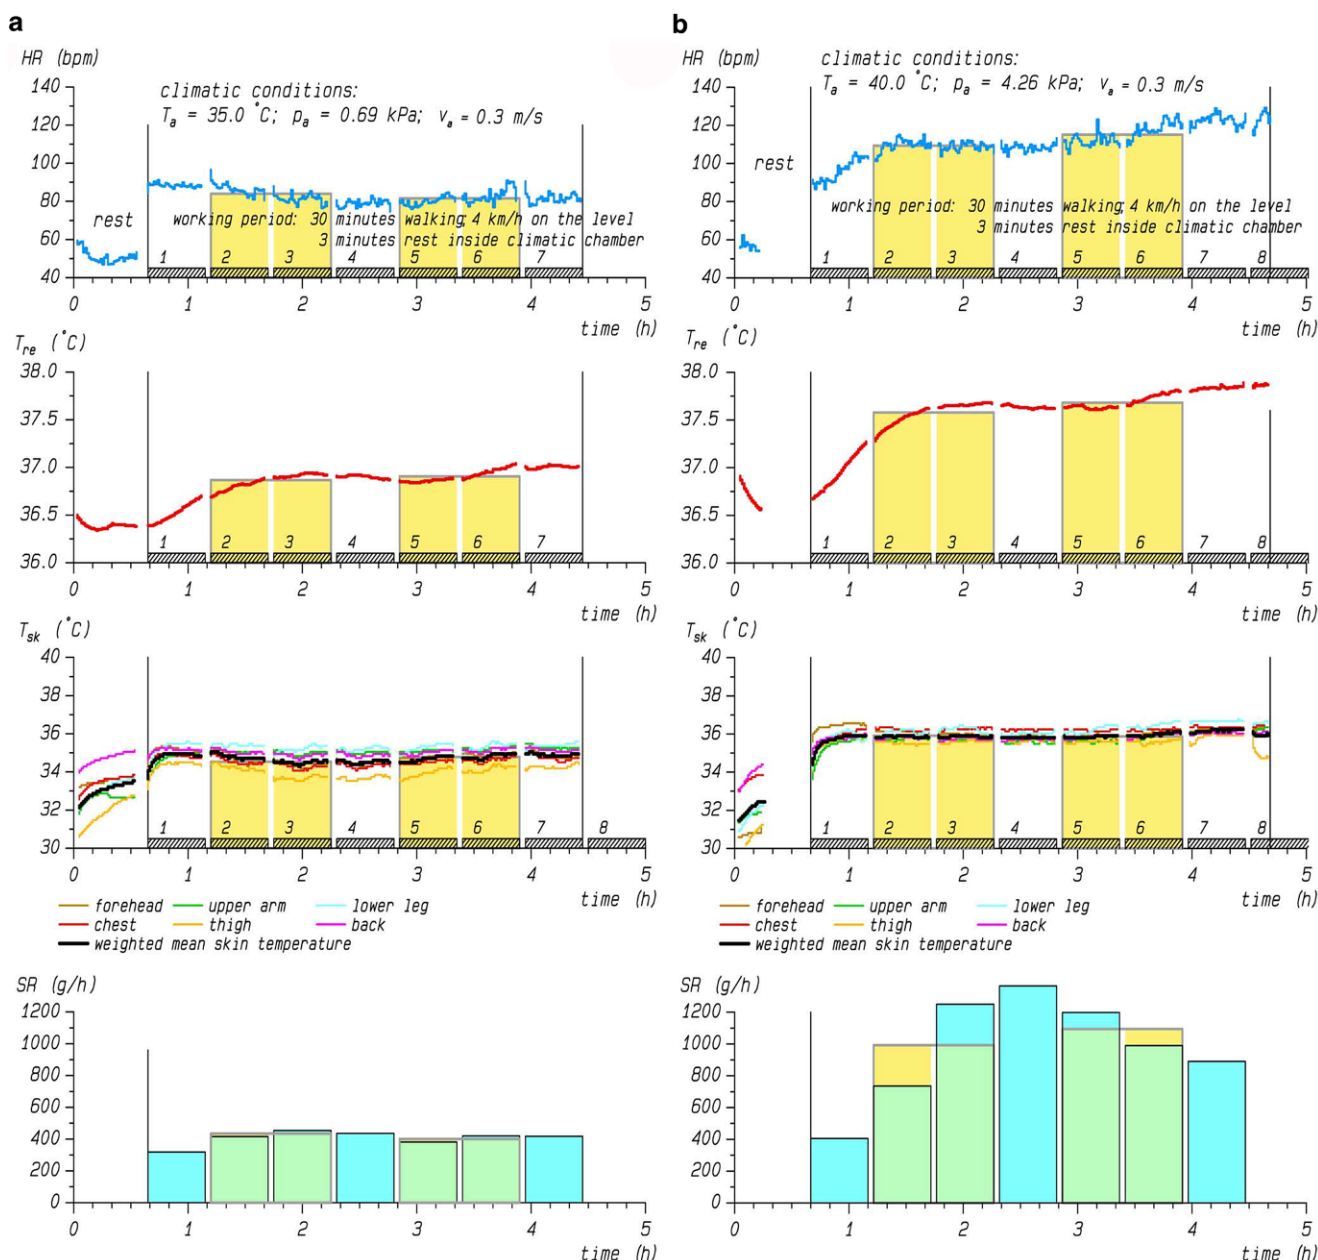 a
HR (bpm)
climatic conditions:
Ta = 35.0 °C; pa = 0.69 kPa; va = 0.3 m/s
140
120
100
80
60
40
rest
working period: 30 minutes walking 4 km/h on the level
3 minutes rest inside climatic chamber
1 2 3 4 5 6 7
0 1 2 3 4 5
time (h)
Tre (°C)
38.0
37.5
37.0
36.5
36.0
1 2 3 4 5 6 7
0 1 2 3 4 5
time (h)
Tsk (°C)
40
38
36
34
32
30
1 2 3 4 5 6 7 8
0 1 2 3 4 5
time (h)
forehead upper arm lower leg
chest thigh back
weighted mean skin temperature
SR (g/h)
1200
1000
800
600
400
200
0
0 1 2 3 4 5
time (h)
b
HR (bpm)
climatic conditions:
Ta = 40.0 °C; pa = 4.26 kPa; va = 0.3 m/s
140
120
100
80
60
40
rest
working period: 30 minutes walking; 4 km/h on the level
3 minutes rest inside climatic chamber
1 2 3 4 5 6 7 8
0 1 2 3 4 5
time (h)
Tre (°C)
38.0
37.5
37.0
36.5
36.0
1 2 3 4 5 6 7 8
0 1 2 3 4 5
time (h)
Tsk (°C)
40
38
36
34
32
30
1 2 3 4 5 6 7 8
0 1 2 3 4 5
time (h)
forehead upper arm lower leg
chest thigh back
weighted mean skin temperature
SR (g/h)
1200
1000
800
600
400
200
0
0 1 2 3 4 5
time (h)